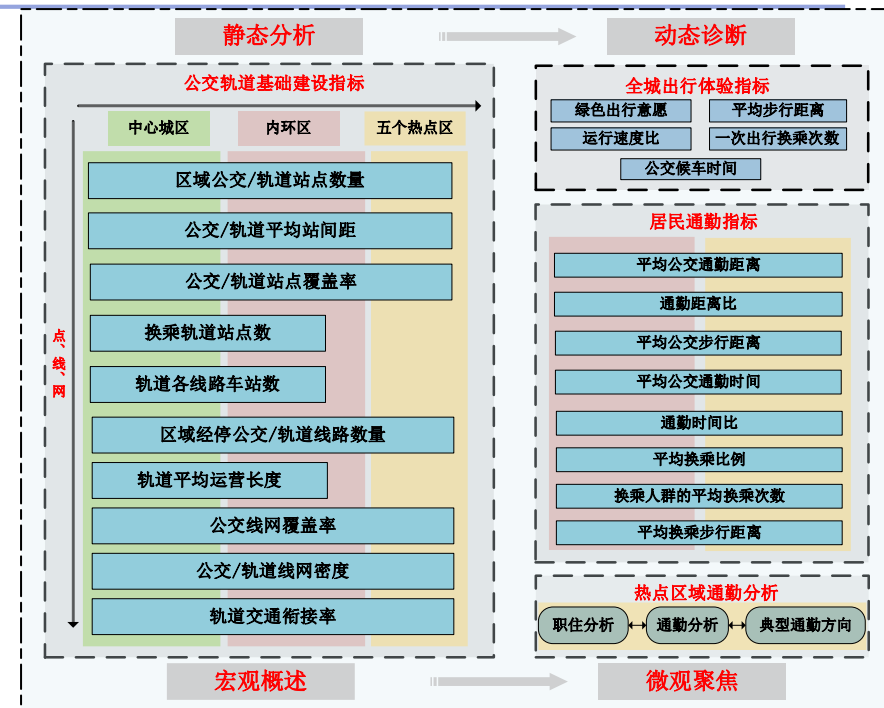 静态分析
动态诊断
公交轨道基础建设指标
中心城区
内环区
五个热点区
点、线、网
区域公交/轨道站点数量
公交/轨道平均站间距
公交/轨道站点覆盖率
换乘轨道站点数
轨道各线路车站数
区域经停公交/轨道线路数量
轨道平均运营长度
公交线网覆盖率
公交/轨道线网密度
轨道交通衔接率
全城出行体验指标
绿色出行意愿
平均步行距离
运行速度比
一次出行换乘次数
公交候车时间
居民通勤指标
平均公交通勤距离
通勤距离比
平均公交步行距离
平均公交通勤时间
通勤时间比
平均换乘比例
换乘人群的平均换乘次数
平均换乘步行距离
热点区域通勤分析
职住分析
通勤分析
典型通勤方向
宏观概述
微观聚焦